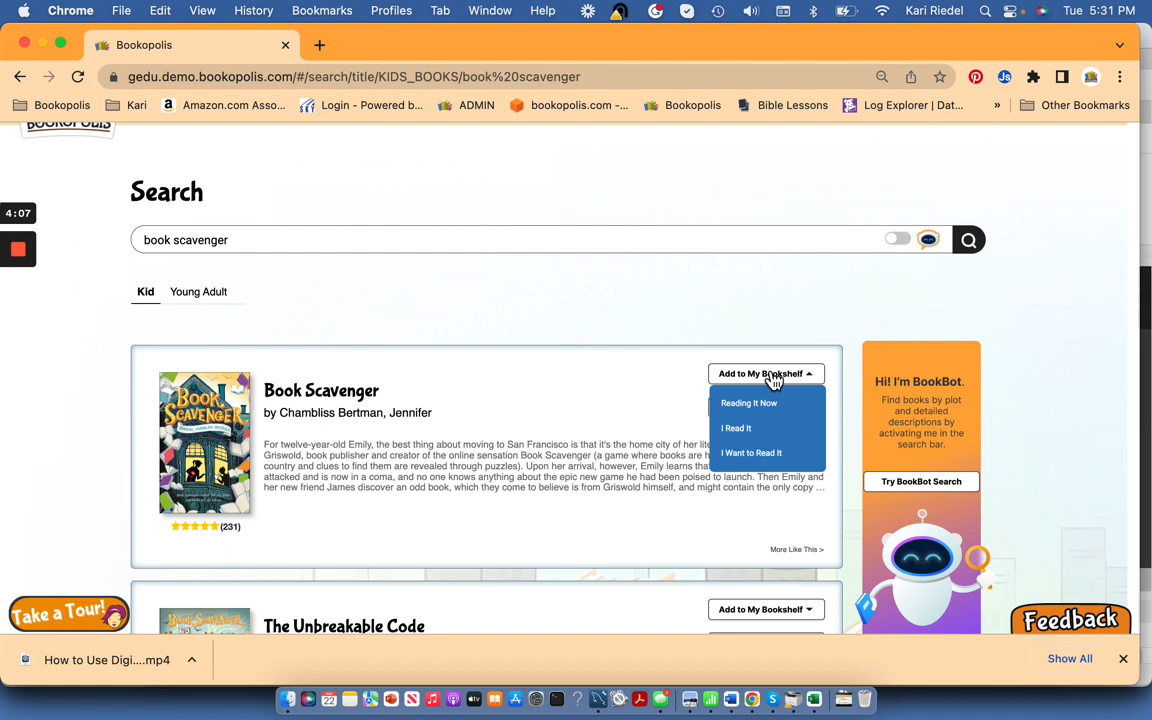 Chrome File Edit View History Bookmarks Profiles Tab Window Help Kari Riedel Tue 5:31 PM
Bookopolis
gedu.demo.bookopolis.com/#/search/title/KIDS_BOOKS/book%20scavenger
Bookopolis Kari Amazon.com Asso... Login - Powered b... ADMIN bookopolis.com -... Bookopolis Bible Lessons Log Explorer | Dat... » Other Bookmarks
BOOKOPOLIS
Search
4:07
book scavenger
Kid Young Adult
Add to My Bookshelf
Reading It Now
I Read It
I Want to Read It
BOOK SCAVENGER
Book Scavenger
by Chambliss Bertman, Jennifer
For twelve-year-old Emily, the best thing about moving to San Francisco is that it's the home city of her lite
Griswold, book publisher and creator of the online sensation Book Scavenger (a game where books are h
country and clues to find them are revealed through puzzles). Upon her arrival, however, Emily learns that
attacked and is now in a coma, and no one knows anything about the epic new game he had been poised to launch. Then Emily and
her new friend James discover an odd book, which they come to believe is from Griswold himself, and might contain the only copy ...
(231)
More Like This >
Hi! I'm BookBot.
Find books by plot
and detailed
descriptions by
activating me in the
search bar.
Try BookBot Search
The Unbreakable Code
Add to My Bookshelf
Take a Tour!
Feedback
How to Use Digi....mp4
Show All